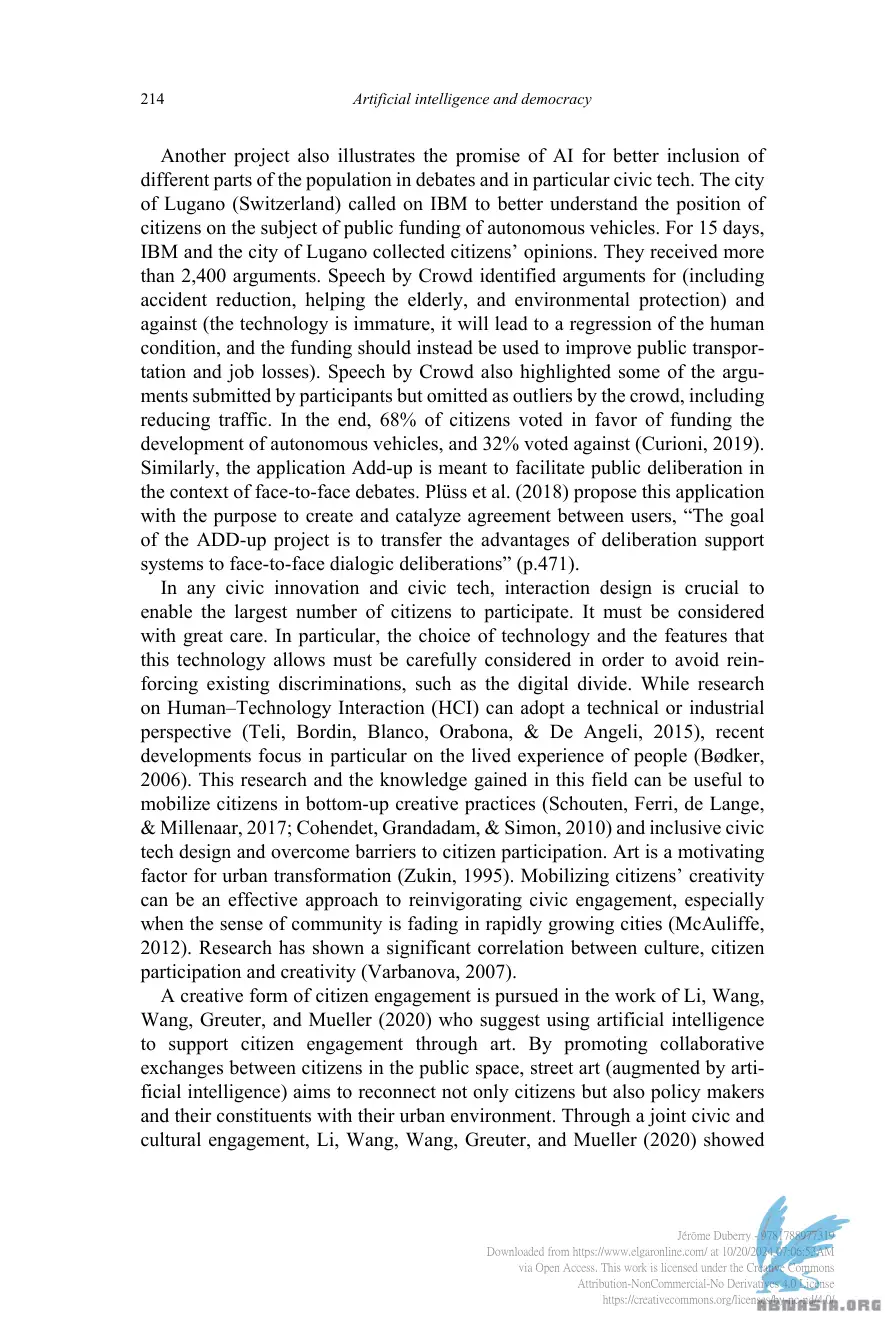 214
Artificial intelligence and democracy
Another project also illustrates the promise of AI for better inclusion of
different parts of the population in debates and in particular civic tech. The city
of Lugano (Switzerland) called on IBM to better understand the position of
citizens on the subject of public funding of autonomous vehicles. For 15 days,
IBM and the city of Lugano collected citizens’ opinions. They received more
than 2,400 arguments. Speech by Crowd identified arguments for (including
accident reduction, helping the elderly, and environmental protection) and
against (the technology is immature, it will lead to a regression of the human
condition, and the funding should instead be used to improve public transpor-
tation and job losses). Speech by Crowd also highlighted some of the argu-
ments submitted by participants but omitted as outliers by the crowd, including
reducing traffic. In the end, 68% of citizens voted in favor of funding the
development of autonomous vehicles, and 32% voted against (Curioni, 2019).
Similarly, the application Add-up is meant to facilitate public deliberation in
the context of face-to-face debates. Plüss et al. (2018) propose this application
with the purpose to create and catalyze agreement between users, “The goal
of the ADD-up project is to transfer the advantages of deliberation support
systems to face-to-face dialogic deliberations” (p.471).
In any civic innovation and civic tech, interaction design is crucial to
enable the largest number of citizens to participate. It must be considered
with great care. In particular, the choice of technology and the features that
this technology allows must be carefully considered in order to avoid rein-
forcing existing discriminations, such as the digital divide. While research
on Human–Technology Interaction (HCI) can adopt a technical or industrial
perspective (Teli, Bordin, Blanco, Orabona, & De Angeli, 2015), recent
developments focus in particular on the lived experience of people (Bødker,
2006). This research and the knowledge gained in this field can be useful to
mobilize citizens in bottom-up creative practices (Schouten, Ferri, de Lange,
& Millenaar, 2017; Cohendet, Grandadam, & Simon, 2010) and inclusive civic
tech design and overcome barriers to citizen participation. Art is a motivating
factor for urban transformation (Zukin, 1995). Mobilizing citizens’ creativity
can be an effective approach to reinvigorating civic engagement, especially
when the sense of community is fading in rapidly growing cities (McAuliffe,
2012). Research has shown a significant correlation between culture, citizen
participation and creativity (Varbanova, 2007).
A creative form of citizen engagement is pursued in the work of Li, Wang,
Wang, Greuter, and Mueller (2020) who suggest using artificial intelligence
to support citizen engagement through art. By promoting collaborative
exchanges between citizens in the public space, street art (augmented by arti-
ficial intelligence) aims to reconnect not only citizens but also policy makers
and their constituents with their urban environment. Through a joint civic and
cultural engagement, Li, Wang, Wang, Greuter, and Mueller (2020) showed
Jérôme Duberry - 9781788977319
Downloaded from https://www.elgaronline.com/ at 10/20/2024 07:06:52AM
via Open Access. This work is licensed under the Creative Commons
Attribution-NonCommercial-No Derivatives 4.0 License
https://creativecommons.org/licenses/by-nc-nd/4.0/